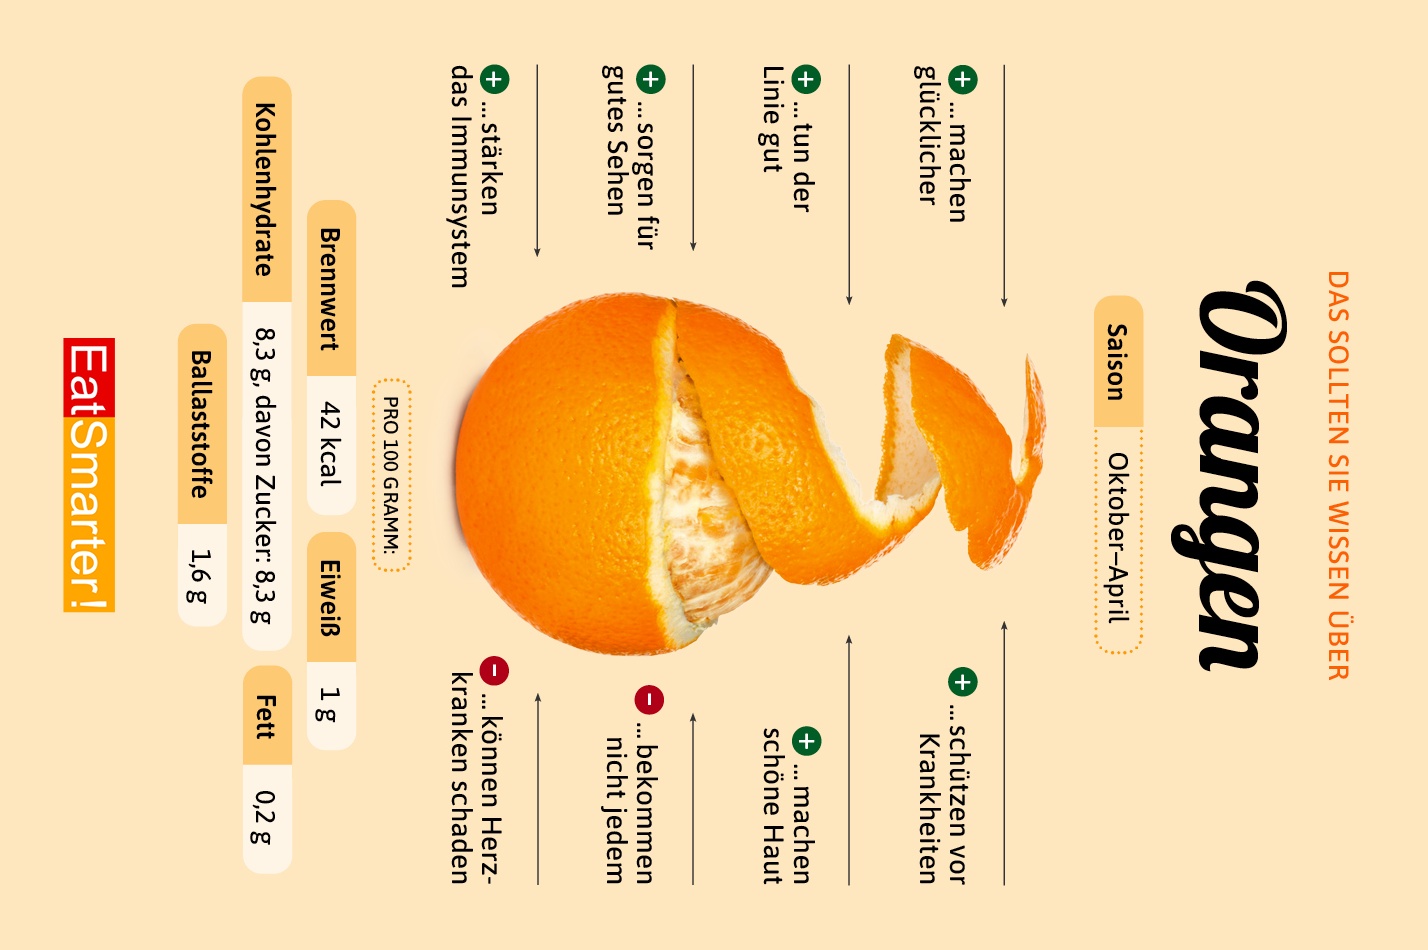 DAS SOLLTEN SIE WISSEN ÜBER
Orangen
Saison Oktober–April
+ ...machen
glücklicher
+ ...schützen vor
Krankheiten
+ ...tun der
Linie gut
+ ...machen
schöne Haut
+ ...sorgen für
gutes Sehen
- ...bekommen
nicht jedem
+ ...stärken
das Immunsystem
- ...können Herz-
kranken schaden
PRO 100 GRAMM:
Brennwert 42 kcal Eiweiß 1 g
Kohlenhydrate 8,3 g, davon Zucker: 8,3 g Fett 0,2 g
Ballaststoffe 1,6 g
EatSmarter!